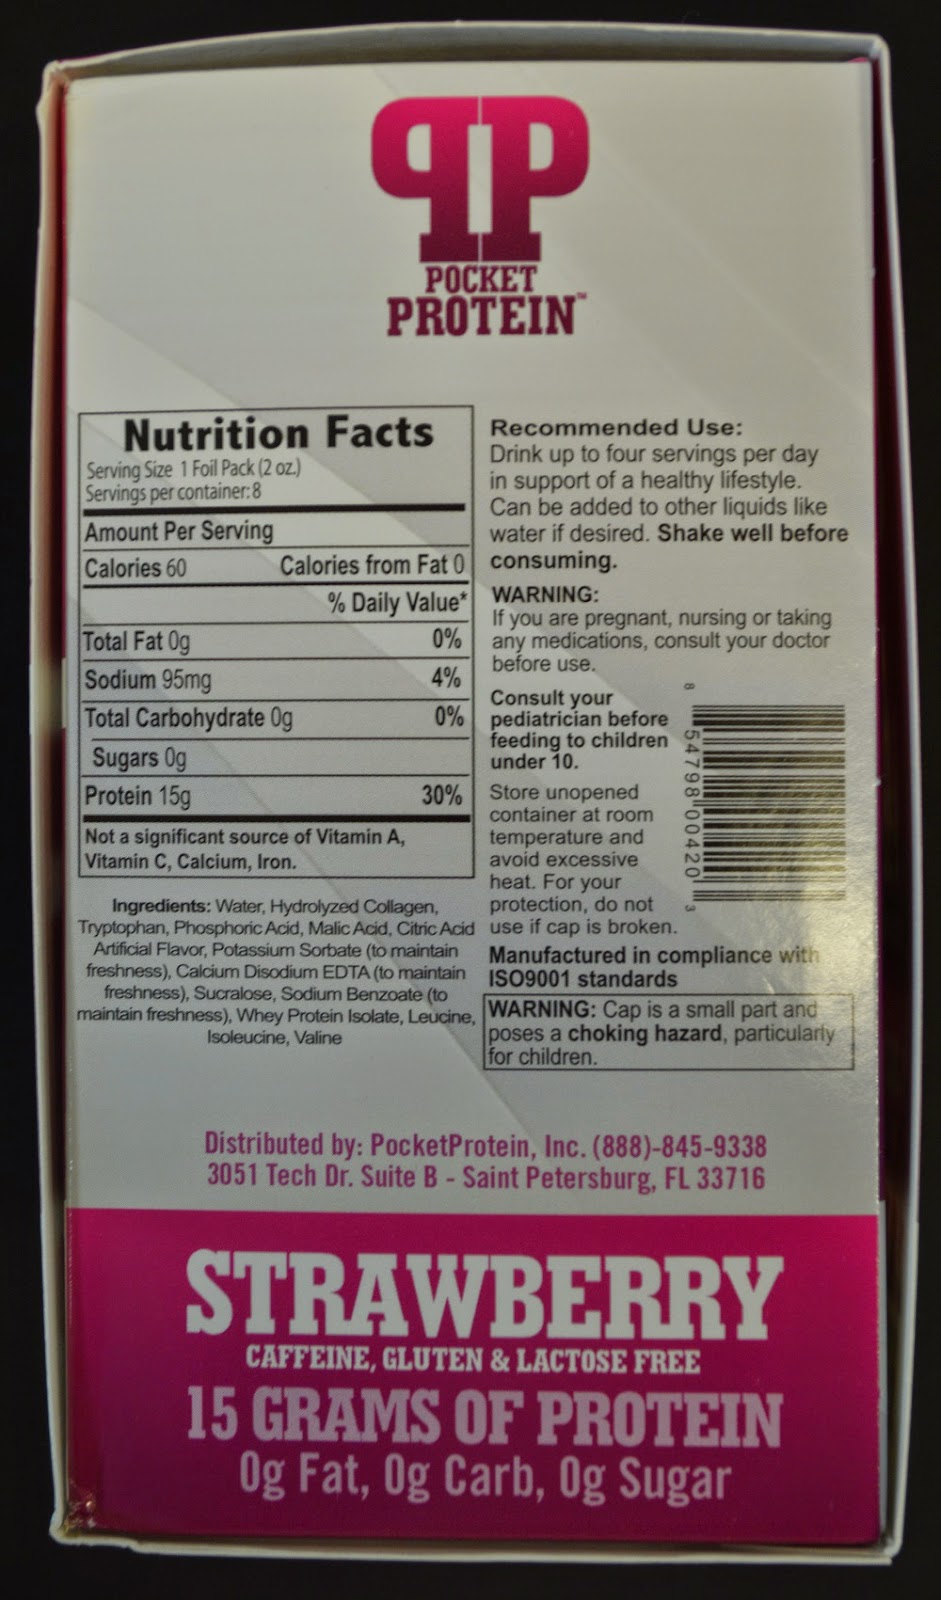 PP
POCKET
PROTEIN™
Nutrition Facts
Serving Size 1 Foil Pack (2 oz.)
Servings per container: 8
Amount Per Serving
Calories 60 Calories from Fat 0
% Daily Value*
Total Fat 0g 0%
Sodium 95mg 4%
Total Carbohydrate 0g 0%
Sugars 0g
Protein 15g 30%
Not a significant source of Vitamin A,
Vitamin C, Calcium, Iron.
Ingredients: Water, Hydrolyzed Collagen,
Tryptophan, Phosphoric Acid, Malic Acid, Citric Acid
Artificial Flavor, Potassium Sorbate (to maintain
freshness), Calcium Disodium EDTA (to maintain
freshness), Sucralose, Sodium Benzoate (to
maintain freshness), Whey Protein Isolate, Leucine,
Isoleucine, Valine
Recommended Use:
Drink up to four servings per day
in support of a healthy lifestyle.
Can be added to other liquids like
water if desired. Shake well before
consuming.
WARNING:
If you are pregnant, nursing or taking
any medications, consult your doctor
before use.
Consult your
pediatrician before
feeding to children
under 10.
Store unopened
container at room
temperature and
avoid excessive
heat. For your
protection, do not
use if cap is broken.
8 54798 00420 3
Manufactured in compliance with
ISO9001 standards
WARNING: Cap is a small part and
poses a choking hazard, particularly
for children.
Distributed by: PocketProtein, Inc. (888)-845-9338
3051 Tech Dr. Suite B - Saint Petersburg, FL 33716
STRAWBERRY
CAFFEINE, GLUTEN & LACTOSE FREE
15 GRAMS OF PROTEIN
0g Fat, 0g Carb, 0g Sugar